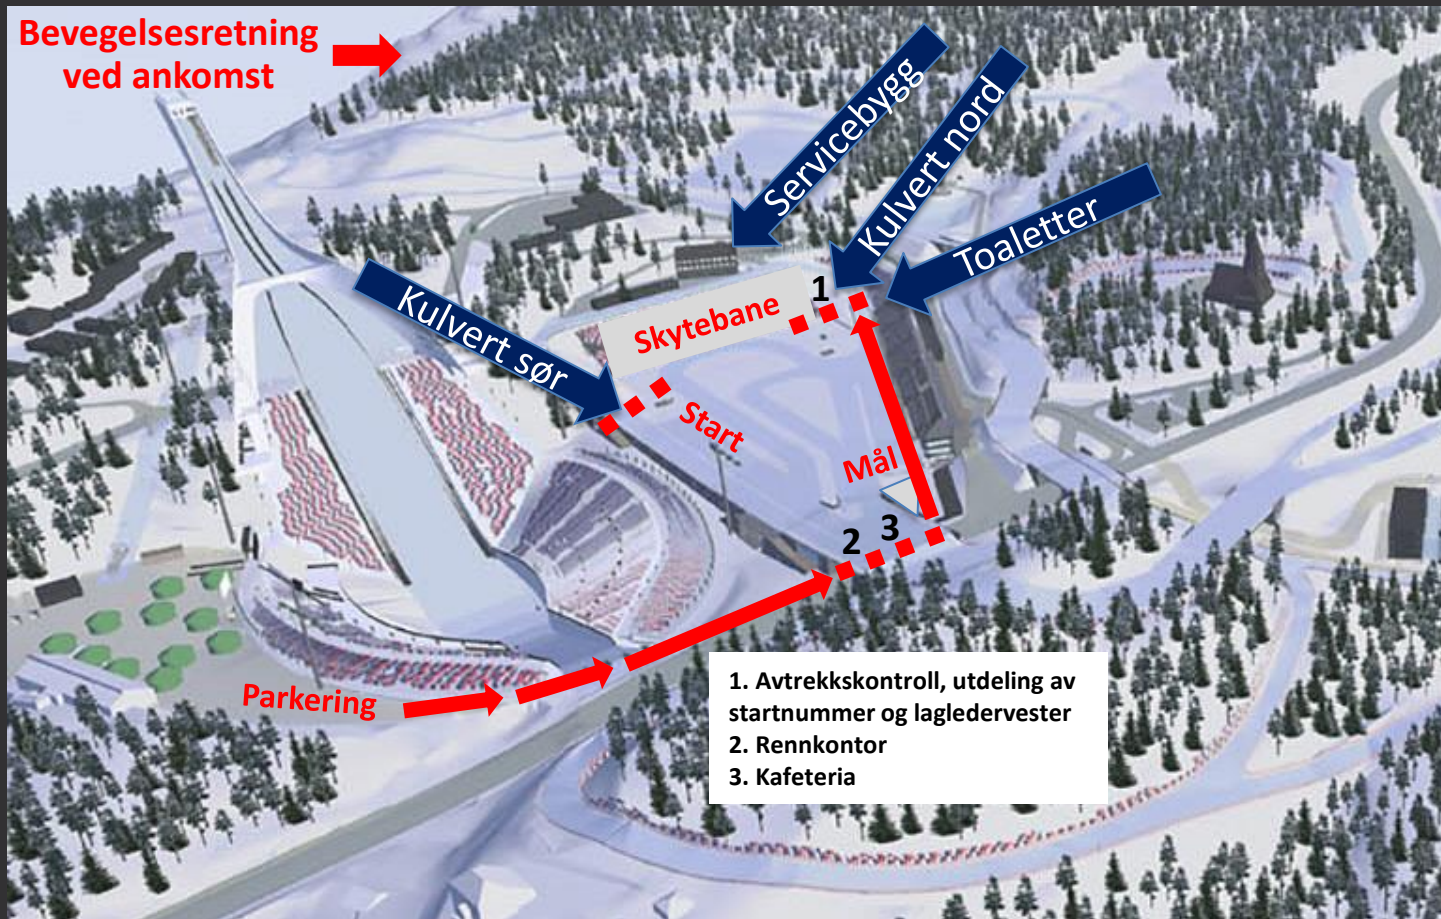 Bevegelsesretning
ved ankomst
Servicebygg
Kulvert nord
Toaletter
Kulvert sør
Skytebane
1
Start
Mål
2
3
Parkering
1. Avtrekkskontroll, utdeling av
startnummer og lagledervester
2. Rennkontor
3. Kafeteria